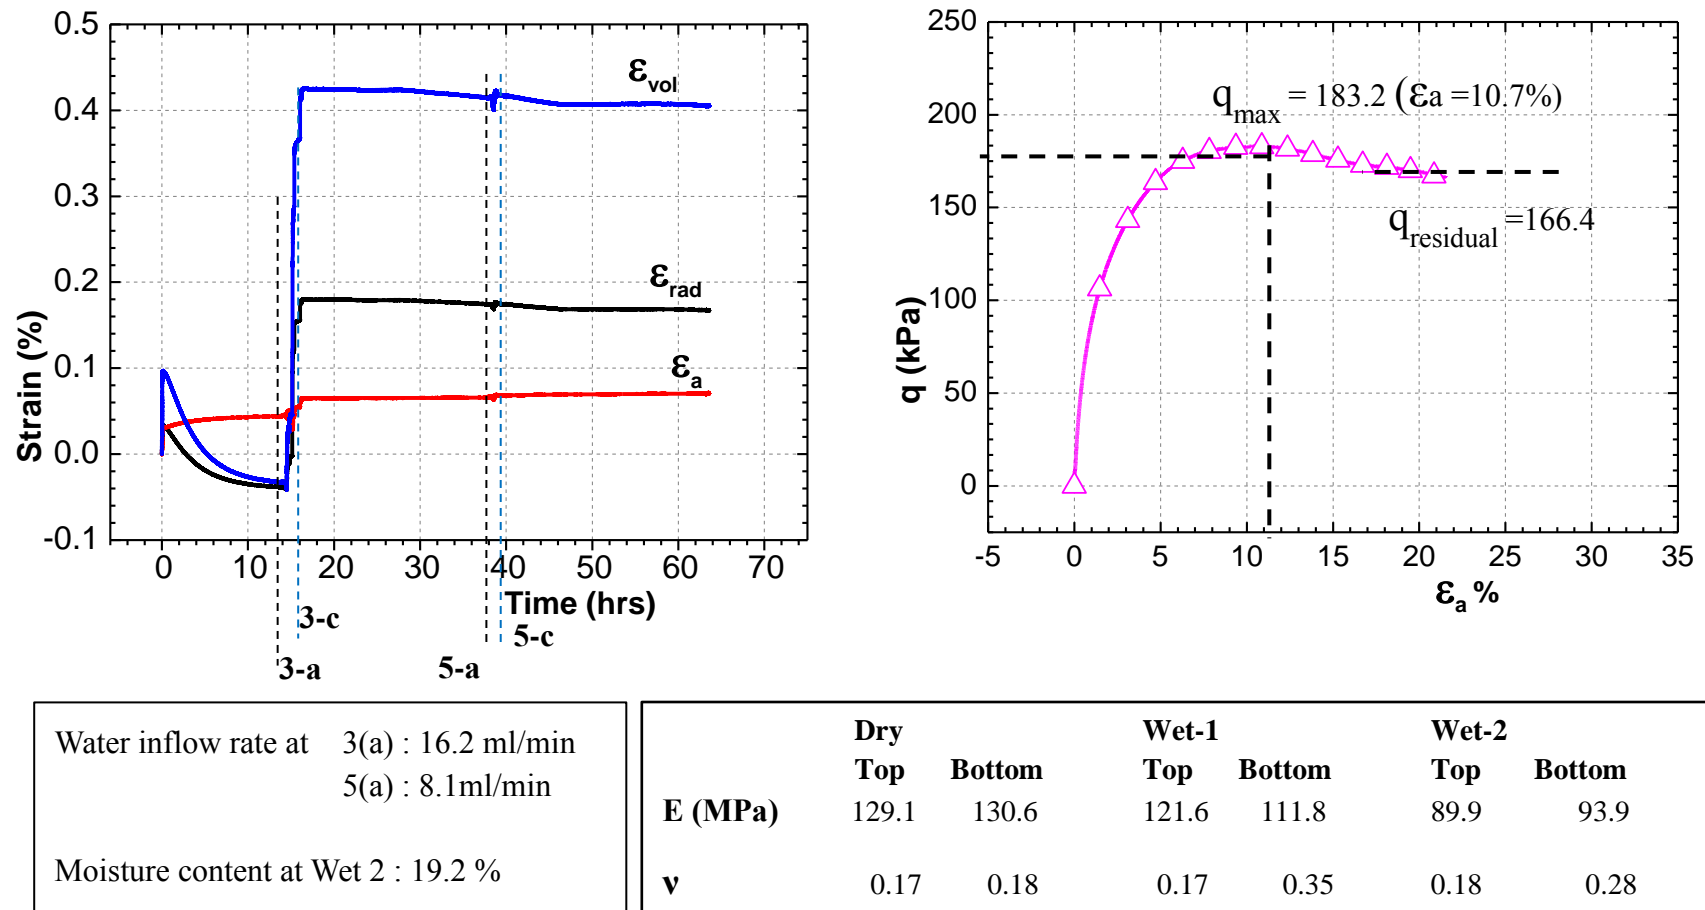 0.5
0.4
0.3
0.2
0.1
0.0
-0.1
Strain (%)
εvol
εrad
εa
0 10 20 30 40 50 60 70
Time (hrs)
3-c
3-a
5-a
5-c
250
200
150
100
50
0
q (kPa)
qmax = 183.2 (εa =10.7%)
qresidual =166.4
-5 0 5 10 15 20 25 30 35
εa %
Water inflow rate at 3(a) : 16.2 ml/min
5(a) : 8.1ml/min
Moisture content at Wet 2 : 19.2 %
Dry Wet-1 Wet-2
Top Bottom Top Bottom Top Bottom
E (MPa) 129.1 130.6 121.6 111.8 89.9 93.9
ν 0.17 0.18 0.17 0.35 0.18 0.28